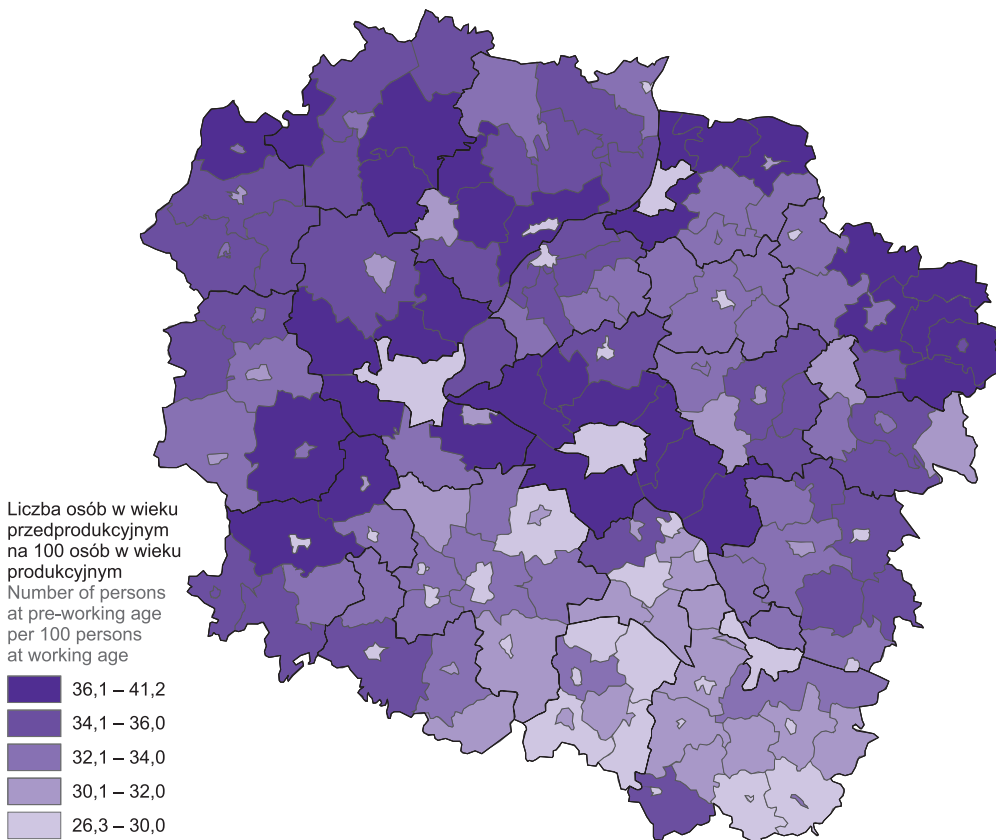 Liczba osób w wieku
przedprodukcyjnym
na 100 osób w wieku
produkcyjnym
Number of persons
at pre-working age
per 100 persons
at working age
36,1 – 41,2
34,1 – 36,0
32,1 – 34,0
30,1 – 32,0
26,3 – 30,0